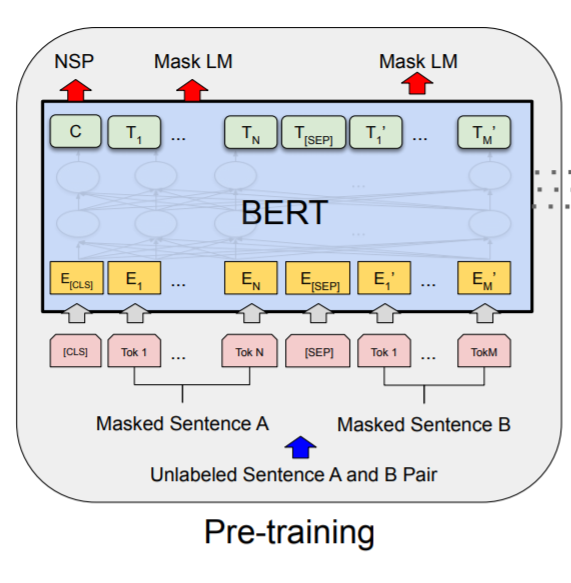 NSP Mask LM Mask LM
C T1 ... TN T[SEP] T1’ ... TM’
...
...
BERT
E[CLS] E1 ... EN E[SEP] E1’ ... EM’
[CLS] Tok 1 ... Tok N [SEP] Tok 1 ... TokM
Masked Sentence A Masked Sentence B
Unlabeled Sentence A and B Pair
Pre-training